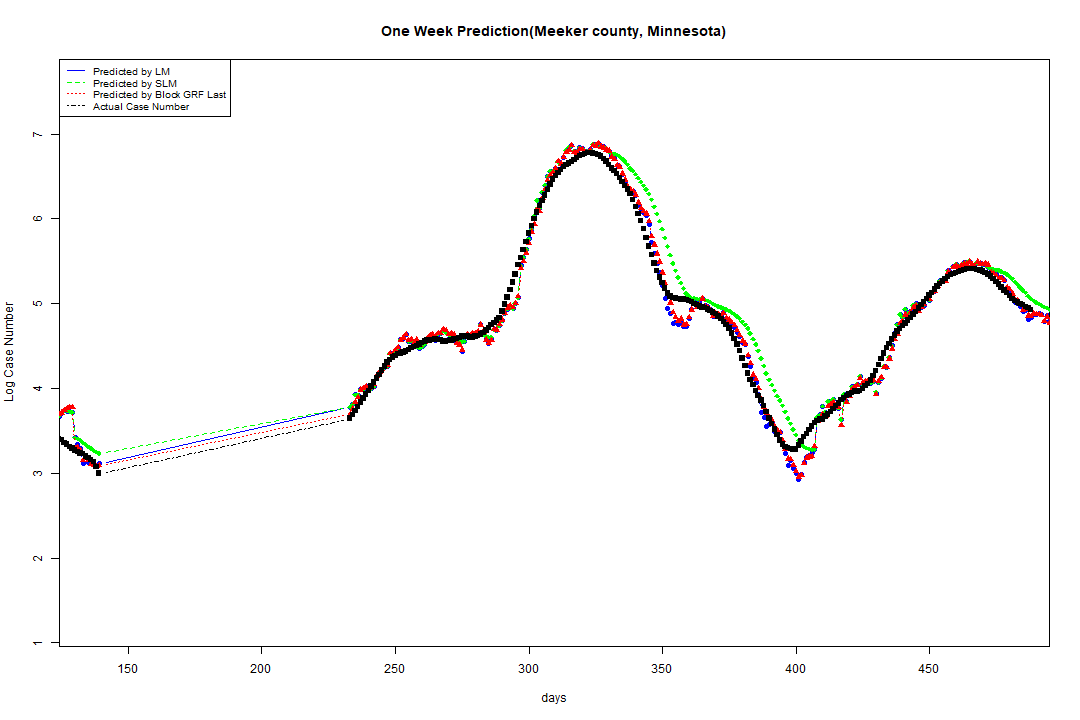 One Week Prediction(Meeker county, Minnesota)
Predicted by LM
Predicted by SLM
Predicted by Block GRF Last
Actual Case Number
7
6
5
4
3
2
1
Log Case Number
150 200 250 300 350 400 450
days